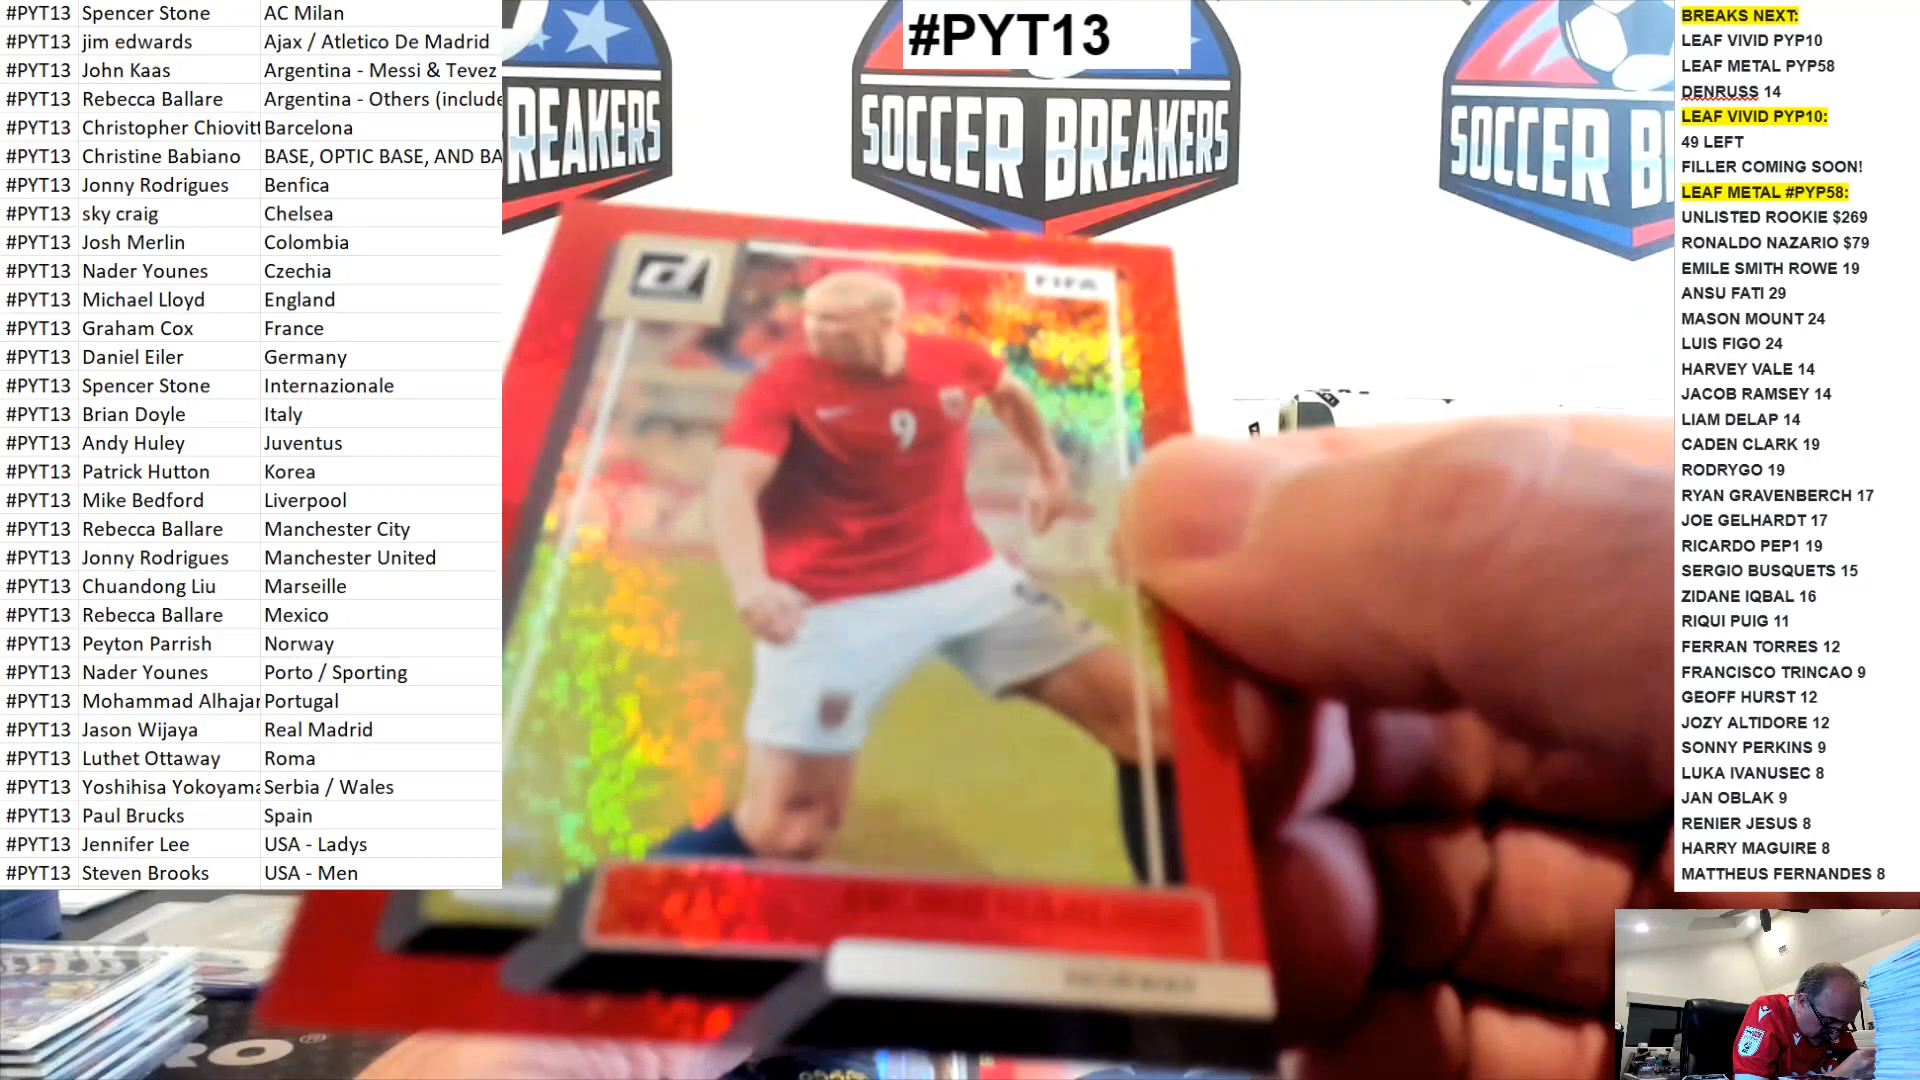 #PYT13 Spencer Stone AC Milan
#PYT13 jim edwards Ajax / Atletico De Madrid
#PYT13 John Kaas Argentina - Messi & Tevez
#PYT13 Rebecca Ballare Argentina - Others (include
#PYT13 Christopher Chiovitt Barcelona
#PYT13 Christine Babiano BASE, OPTIC BASE, AND BA
#PYT13 Jonny Rodrigues Benfica
#PYT13 sky craig Chelsea
#PYT13 Josh Merlin Colombia
#PYT13 Nader Younes Czechia
#PYT13 Michael Lloyd England
#PYT13 Graham Cox France
#PYT13 Daniel Eiler Germany
#PYT13 Spencer Stone Internazionale
#PYT13 Brian Doyle Italy
#PYT13 Andy Huley Juventus
#PYT13 Patrick Hutton Korea
#PYT13 Mike Bedford Liverpool
#PYT13 Rebecca Ballare Manchester City
#PYT13 Jonny Rodrigues Manchester United
#PYT13 Chuandong Liu Marseille
#PYT13 Rebecca Ballare Mexico
#PYT13 Peyton Parrish Norway
#PYT13 Nader Younes Porto / Sporting
#PYT13 Mohammad Alhajar Portugal
#PYT13 Jason Wijaya Real Madrid
#PYT13 Luthet Ottaway Roma
#PYT13 Yoshihisa Yokoyama Serbia / Wales
#PYT13 Paul Brucks Spain
#PYT13 Jennifer Lee USA - Ladys
#PYT13 Steven Brooks USA - Men
#PYT13
REAKERS
SOCCER BREAKERS
SOCCER B
FIFA
9
NORWAY
BREAKS NEXT:
LEAF VIVID PYP10
LEAF METAL PYP58
DENRUSS 14
LEAF VIVID PYP10:
49 LEFT
FILLER COMING SOON!
LEAF METAL #PYP58:
UNLISTED ROOKIE $269
RONALDO NAZARIO $79
EMILE SMITH ROWE 19
ANSU FATI 29
MASON MOUNT 24
LUIS FIGO 24
HARVEY VALE 14
JACOB RAMSEY 14
LIAM DELAP 14
CADEN CLARK 19
RODRYGO 19
RYAN GRAVENBERCH 17
JOE GELHARDT 17
RICARDO PEP1 19
SERGIO BUSQUETS 15
ZIDANE IQBAL 16
RIQUI PUIG 11
FERRAN TORRES 12
FRANCISCO TRINCAO 9
GEOFF HURST 12
JOZY ALTIDORE 12
SONNY PERKINS 9
LUKA IVANUSEC 8
JAN OBLAK 9
RENIER JESUS 8
HARRY MAGUIRE 8
MATTHEUS FERNANDES 8